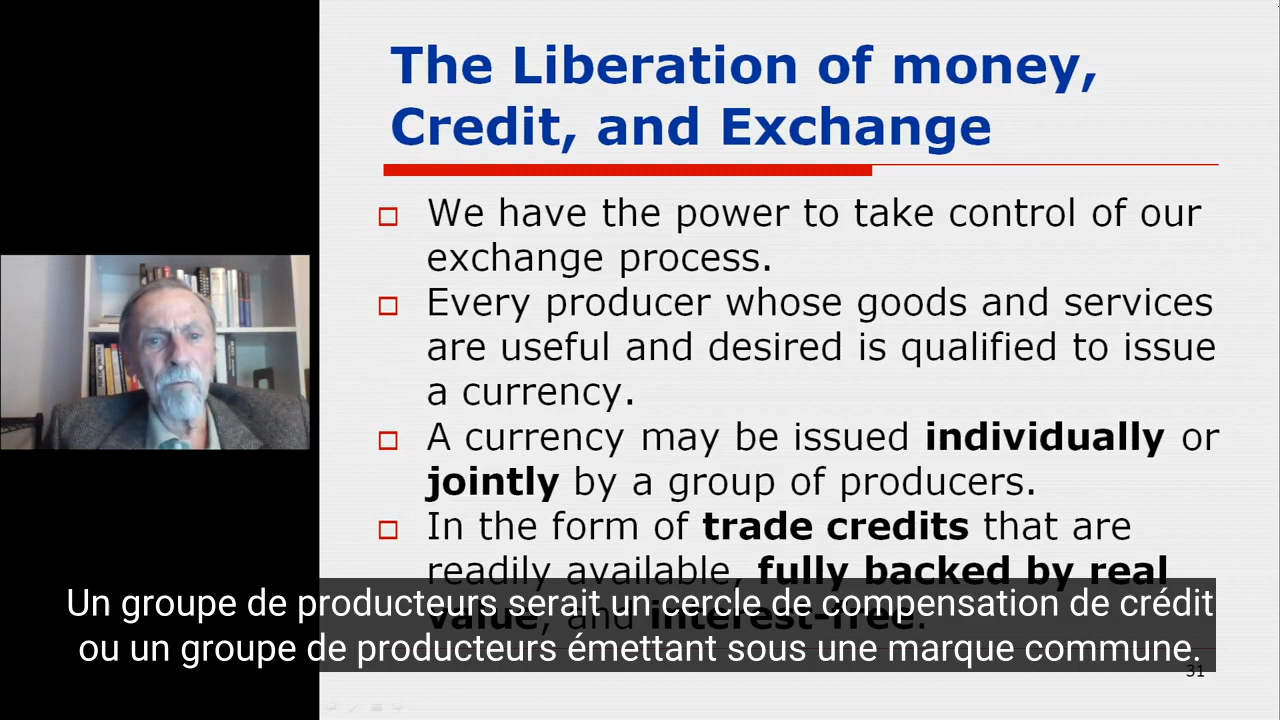 The Liberation of money,
Credit, and Exchange
We have the power to take control of our
exchange process.
Every producer whose goods and services
are useful and desired is qualified to issue
a currency.
A currency may be issued individually or
jointly by a group of producers.
In the form of trade credits that are
readily available, fully backed by real
value, and interest-free.
Un groupe de producteurs serait un cercle de compensation de crédit
ou un groupe de producteurs émettant sous une marque commune.
31